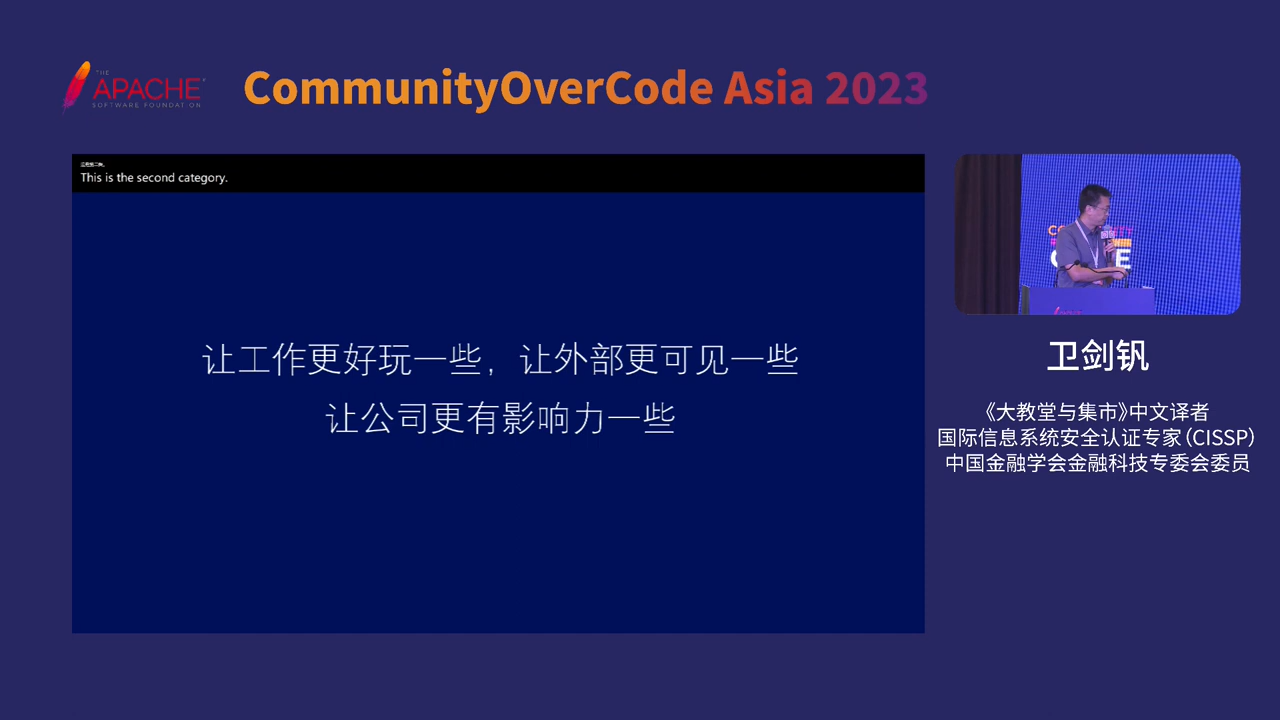 THE
APACHE
SOFTWARE FOUNDATION
CommunityOverCode Asia 2023
This is the second category.
让工作更好玩一些，让外部更可见一些
让公司更有影响力一些
卫剑钒
《大教堂与集市》中文译者
国际信息系统安全认证专家（CISSP）
中国金融学会金融科技专委会委员